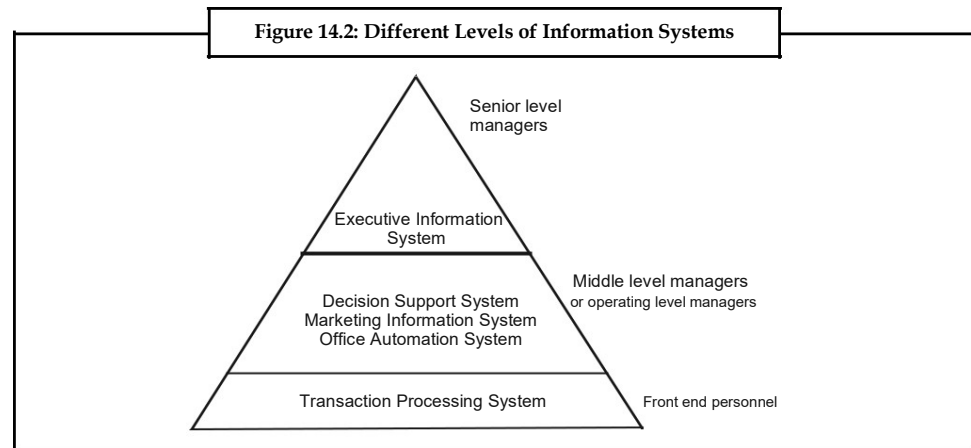 Figure 14.2: Different Levels of Information Systems
Senior level
managers
Executive Information
System
Middle level managers
or operating level managers
Decision Support System
Marketing Information System
Office Automation System
Transaction Processing System
Front end personnel